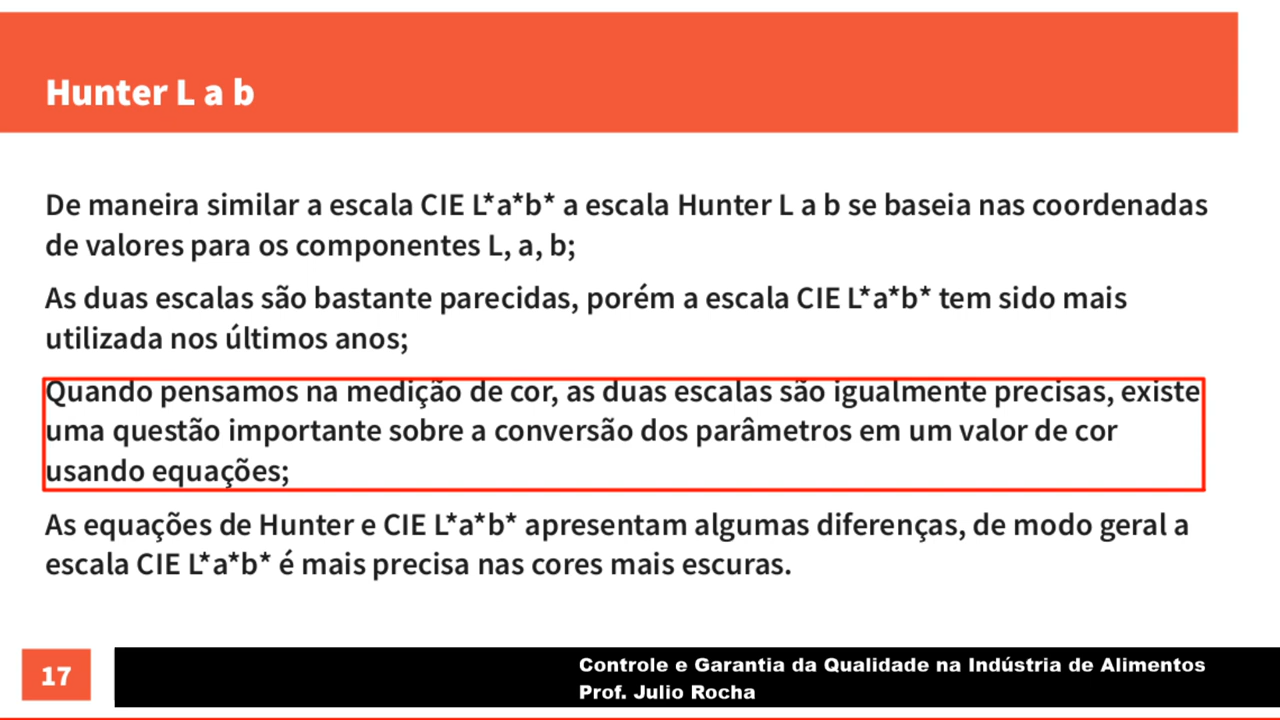 Hunter L a b
De maneira similar a escala CIE L*a*b* a escala Hunter L a b se baseia nas coordenadas
de valores para os componentes L, a, b;
As duas escalas são bastante parecidas, porém a escala CIE L*a*b* tem sido mais
utilizada nos últimos anos;
Quando pensamos na medição de cor, as duas escalas são igualmente precisas, existe
uma questão importante sobre a conversão dos parâmetros em um valor de cor
usando equações;
As equações de Hunter e CIE L*a*b* apresentam algumas diferenças, de modo geral a
escala CIE L*a*b* é mais precisa nas cores mais escuras.
17
Controle e Garantia da Qualidade na Indústria de Alimentos
Prof. Julio Rocha